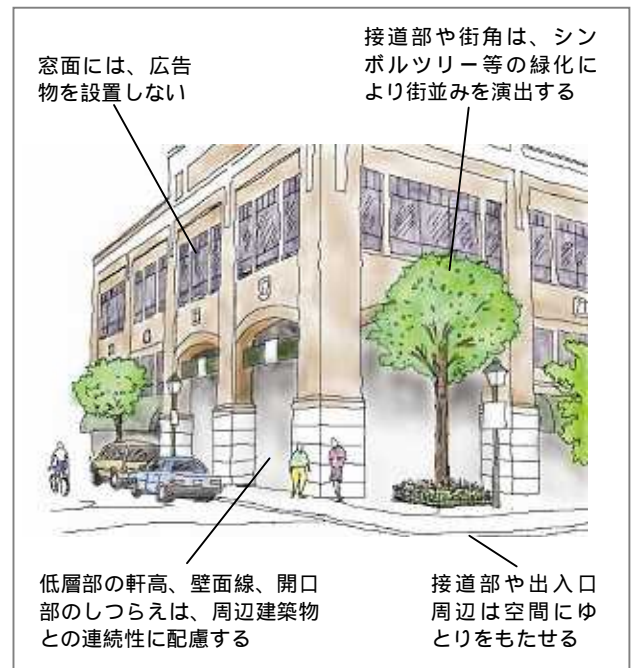 窓面には、広告
物を設置しない
接道部や街角は、シン
ボルツリー等の緑化に
より街並みを演出する
低層部の軒高、壁面線、開口
部のしつらえは、周辺建築物
との連続性に配慮する
接道部や出入口
周辺は空間にゆ
とりをもたせる